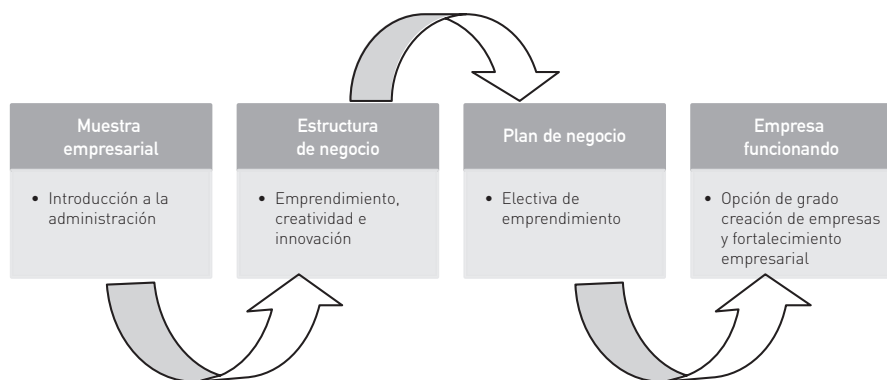 Muestra
empresarial
• Introducción a la
administración
Estructura
de negocio
• Emprendimiento,
creatividad e
innovación
Plan de negocio
• Electiva de
emprendimiento
Empresa
funcionando
• Opción de grado
creación de empresas
y fortalecimiento
empresarial